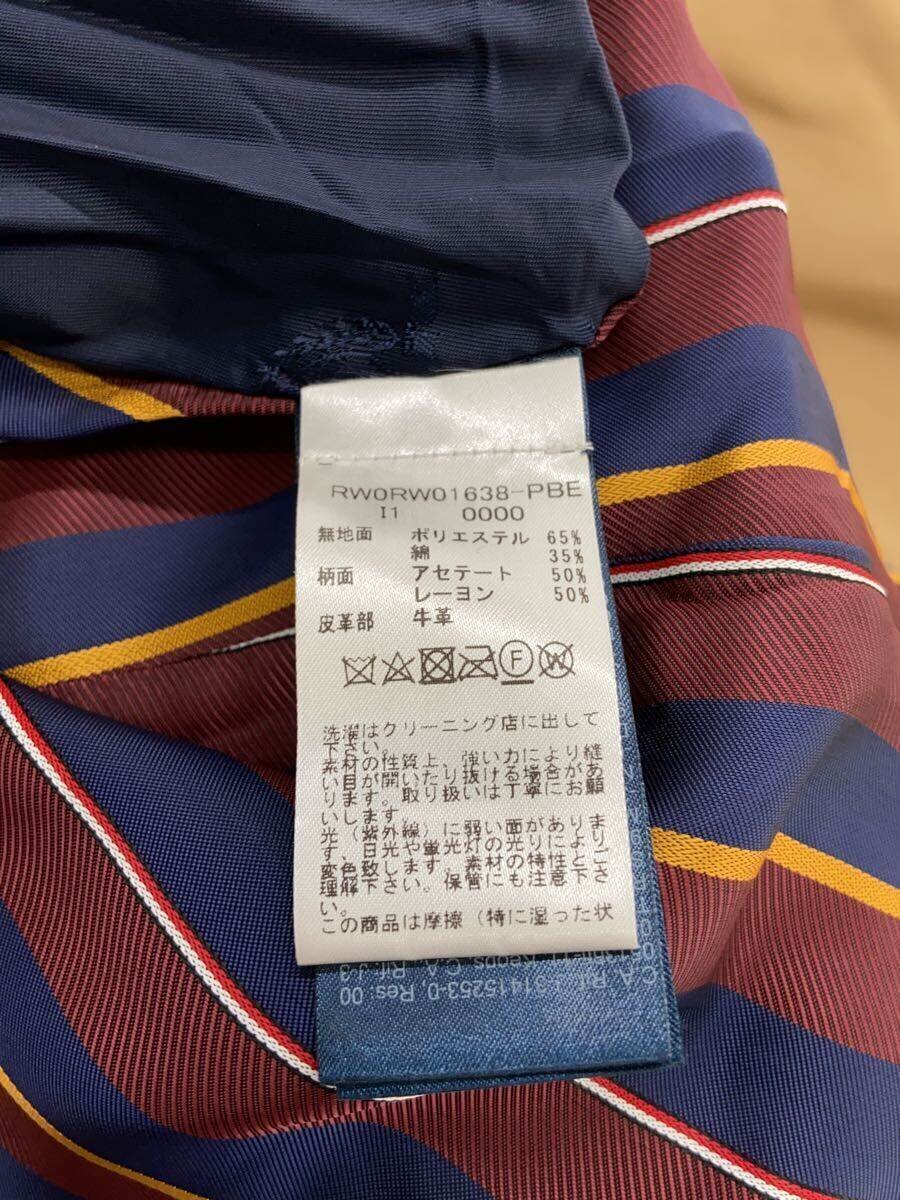 RW0RW01638-PBE
I1 0000
無地面 ポリエステル 65%
綿 35%
柄面 アセテート 50%
レーヨン 50%
皮革部 牛革
F W
洗濯はクリーニング店に出して
下さい。
素材の性質上、強い力により縫
い目が開いたり抜ける場合があ
ります。取り扱いは丁寧にお願
いします。
光(紫外線)に弱い面がありま
す、日光や蛍光灯の光りにより
変色致します。素材の特性とご
理解下さい。保管にも注意下さ
い。
この商品は摩擦(特に湿った状
C.A. Rif. J-3
J-31415253-0, Res: 00